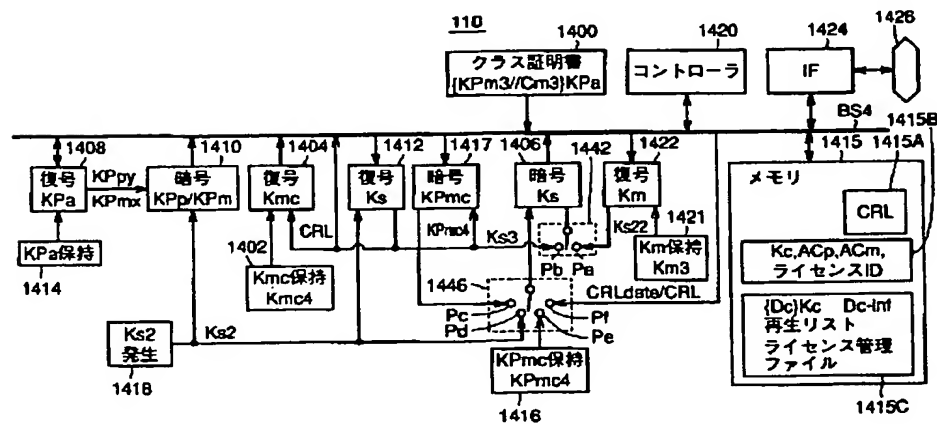 110
1400
1420
1424
1426
クラス証明書
{KPm3//Cm3}KPa
コントローラ
IF
BS4
1415B
1408
1410
1404
1412
1417
1406
1442
1422
1415
1415A
復号
KPa
KPpy
KPmx
暗号
KPp/KPm
復号
Kmc
CRL
復号
Ks
暗号
KPmc
KPmc4
暗号
Ks
復号
Km
メモリ
CRL
KPa保持
1414
1402
Kmc保持
Kmc4
Ks3
Pb
Pa
Ks22
1421
Km保持
Km3
Kc,ACp,ACm,
ライセンスID
1446
Pc
Pd
Pf
Pe
CRLdate/CRL
{Dc}Kc Dc-inf
再生リスト
ライセンス管理
ファイル
Ks2
発生
Ks2
1418
KPmc保持
KPmc4
1416
1415C